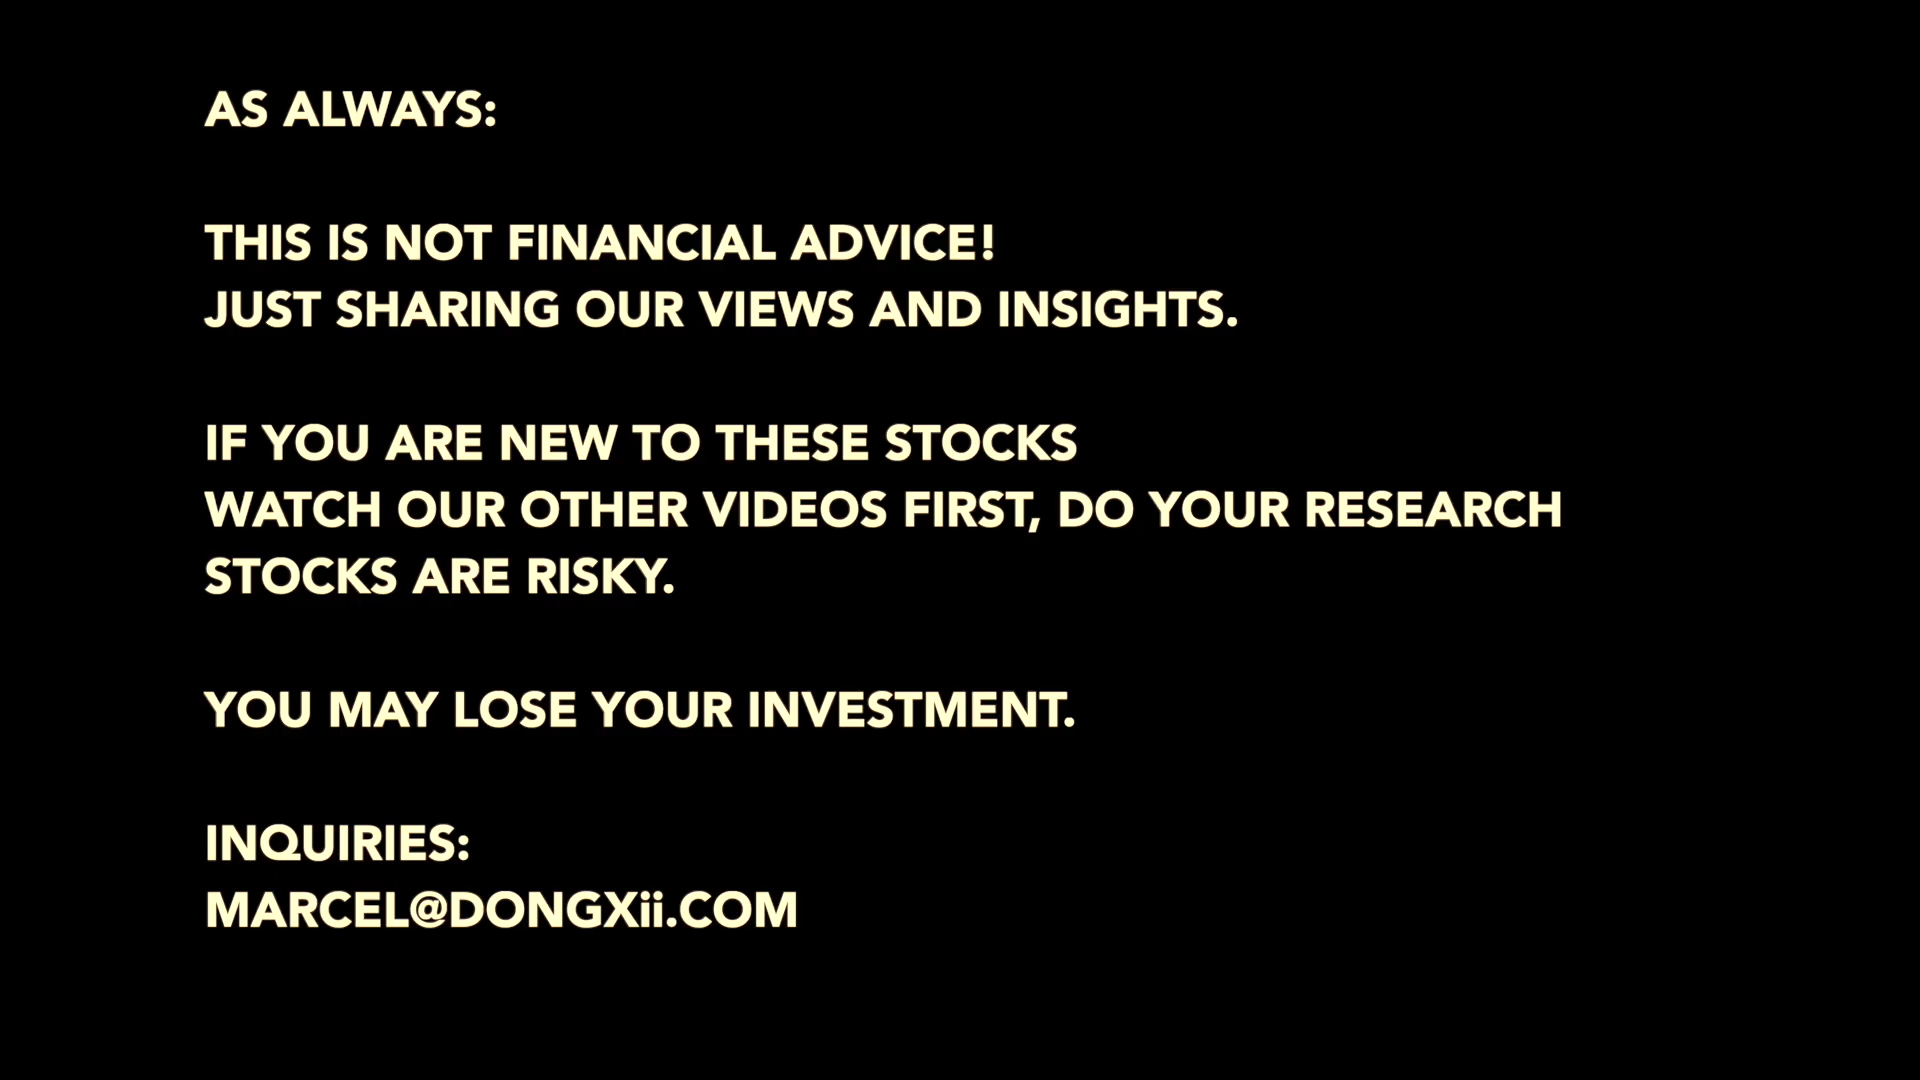 AS ALWAYS:
THIS IS NOT FINANCIAL ADVICE!
JUST SHARING OUR VIEWS AND INSIGHTS.
IF YOU ARE NEW TO THESE STOCKS
WATCH OUR OTHER VIDEOS FIRST, DO YOUR RESEARCH
STOCKS ARE RISKY.
YOU MAY LOSE YOUR INVESTMENT.
INQUIRIES:
MARCEL@DONGXii.COM